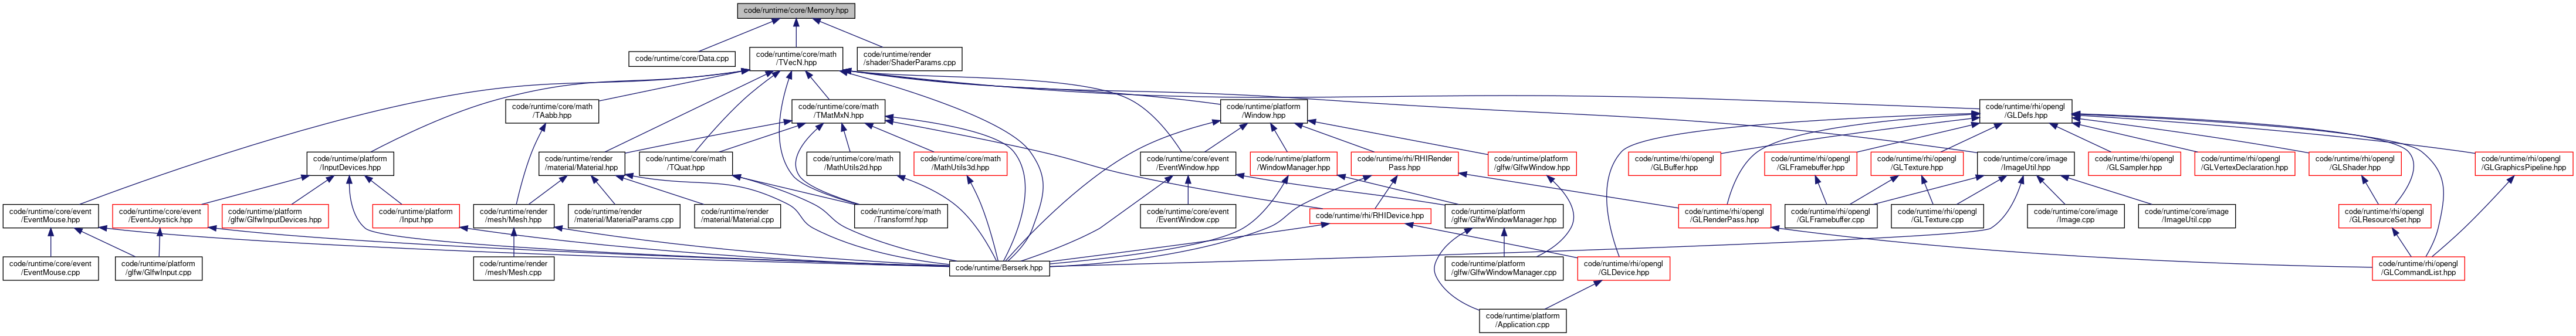 code/runtime/core/Memory.hpp
code/runtime/core/Data.cpp
code/runtime/core/math
/TVecN.hpp
code/runtime/render
/shader/ShaderParams.cpp
code/runtime/core/math
/TAabb.hpp
code/runtime/core/math
/TMatMxN.hpp
code/runtime/platform
/Window.hpp
code/runtime/rhi/opengl
/GLDefs.hpp
code/runtime/platform
/InputDevices.hpp
code/runtime/render
/material/Material.hpp
code/runtime/core/math
/TQuat.hpp
code/runtime/core/math
/MathUtils2d.hpp
code/runtime/core/math
/MathUtils3d.hpp
code/runtime/core/event
/EventWindow.hpp
code/runtime/platform
/WindowManager.hpp
code/runtime/rhi/RHIRender
Pass.hpp
code/runtime/platform
/glfw/GlfwWindow.hpp
code/runtime/rhi/opengl
/GLBuffer.hpp
code/runtime/rhi/opengl
/GLFramebuffer.hpp
code/runtime/rhi/opengl
/GLTexture.hpp
code/runtime/core/image
/ImageUtil.hpp
code/runtime/rhi/opengl
/GLSampler.hpp
code/runtime/rhi/opengl
/GLVertexDeclaration.hpp
code/runtime/rhi/opengl
/GLShader.hpp
code/runtime/rhi/opengl
/GLGraphicsPipeline.hpp
code/runtime/core/event
/EventMouse.hpp
code/runtime/core/event
/EventJoystick.hpp
code/runtime/platform
/glfw/GlfwInputDevices.hpp
code/runtime/platform
/Input.hpp
code/runtime/render
/mesh/Mesh.hpp
code/runtime/render
/material/MaterialParams.cpp
code/runtime/render
/material/Material.cpp
code/runtime/core/math
/Transformf.hpp
code/runtime/core/event
/EventWindow.cpp
code/runtime/rhi/RHIDevice.hpp
code/runtime/platform
/glfw/GlfwWindowManager.hpp
code/runtime/rhi/opengl
/GLRenderPass.hpp
code/runtime/rhi/opengl
/GLFramebuffer.cpp
code/runtime/rhi/opengl
/GLTexture.cpp
code/runtime/core/image
/Image.cpp
code/runtime/core/image
/ImageUtil.cpp
code/runtime/rhi/opengl
/GLResourceSet.hpp
code/runtime/core/event
/EventMouse.cpp
code/runtime/platform
/glfw/GlfwInput.cpp
code/runtime/render
/mesh/Mesh.cpp
code/runtime/Berserk.hpp
code/runtime/platform
/glfw/GlfwWindowManager.cpp
code/runtime/rhi/opengl
/GLDevice.hpp
code/runtime/rhi/opengl
/GLCommandList.hpp
code/runtime/platform
/Application.cpp